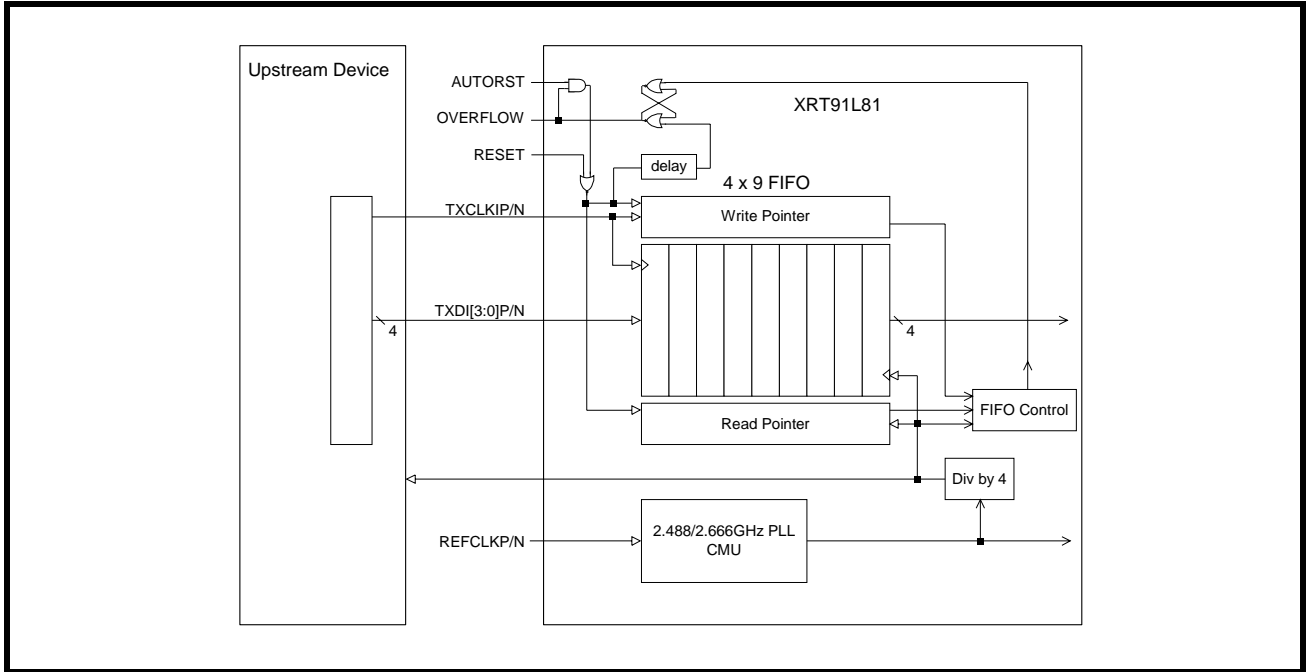 Upstream Device
AUTORST
XRT91L81
OVERFLOW
RESET
delay
4 x 9 FIFO
TXCLKIP/N
Write Pointer
TXDI[3:0]P/N
4
4
Read Pointer
FIFO Control
Div by 4
REFCLKP/N
2.488/2.666GHz PLL
CMU